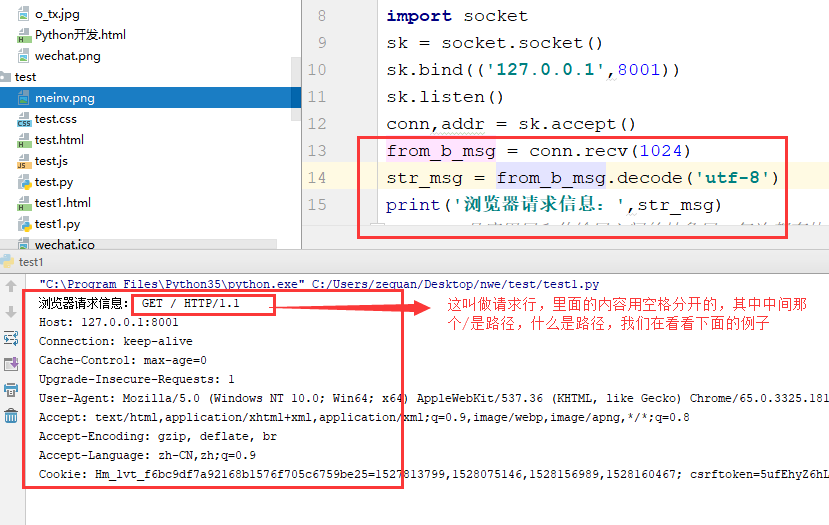 o_tx.jpg
Python开发.html
wechat.png
test
meinv.png
test.css
test.html
test.js
test.py
test1.html
test1.py
wechat.ico
8 import socket
9 sk = socket.socket()
10 sk.bind(('127.0.0.1',8001))
11 sk.listen()
12 conn,addr = sk.accept()
13 from_b_msg = conn.recv(1024)
14 str_msg = from_b_msg.decode('utf-8')
15 print('浏览器请求信息：',str_msg)
test1
"C:\Program Files\Python35\python.exe" C:/Users/zequan/Desktop/nwe/test/test1.py
浏览器请求信息： GET / HTTP/1.1
Host: 127.0.0.1:8001
Connection: keep-alive
Cache-Control: max-age=0
Upgrade-Insecure-Requests: 1
User-Agent: Mozilla/5.0 (Windows NT 10.0; Win64; x64) AppleWebKit/537.36 (KHTML, like Gecko) Chrome/65.0.3325.181
Accept: text/html,application/xhtml+xml,application/xml;q=0.9,image/webp,image/apng,*/*;q=0.8
Accept-Encoding: gzip, deflate, br
Accept-Language: zh-CN,zh;q=0.9
Cookie: Hm_lvt_f6bc9df7a92168b1576f705c6759be25=1527813799,1528075146,1528156989,1528160467; csrftoken=5ufEhyZ6hL
这叫做请求行，里面的内容用空格分开的，其中中间那
个/是路径，什么是路径，我们在看看下面的例子